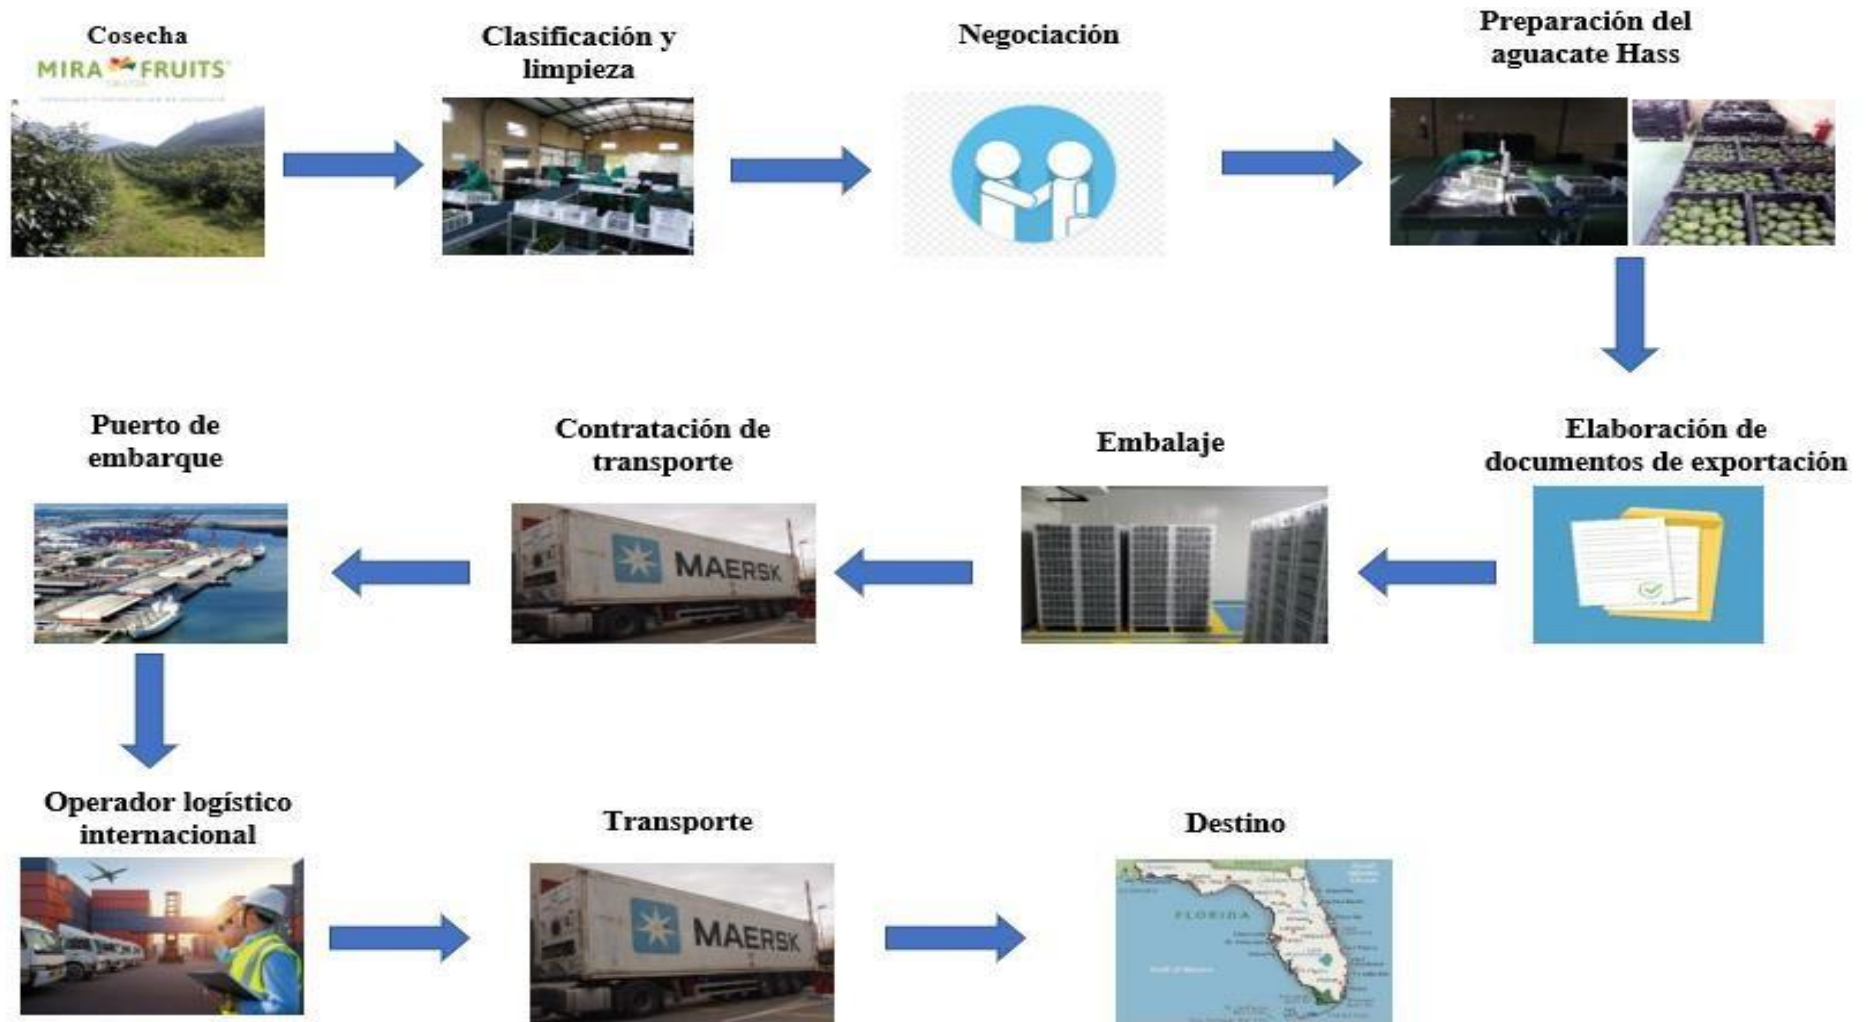 Cosecha
MIRA FRUITS
Clasificación y
limpieza
Negociación
Preparación del
aguacate Hass
Elaboración de
documentos de exportación
Embalaje
MAERSK
Contratación de
transporte
MAERSK
Puerto de
embarque
Operador logístico
internacional
Transporte
Destino
FLORIDA